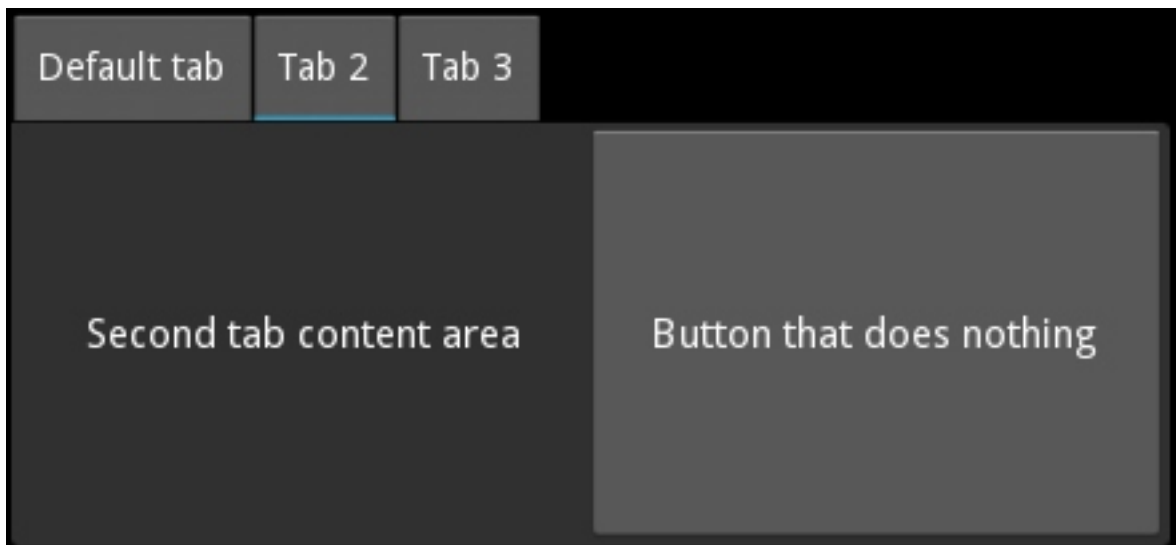 Default tab Tab 2 Tab 3
Second tab content area Button that does nothing